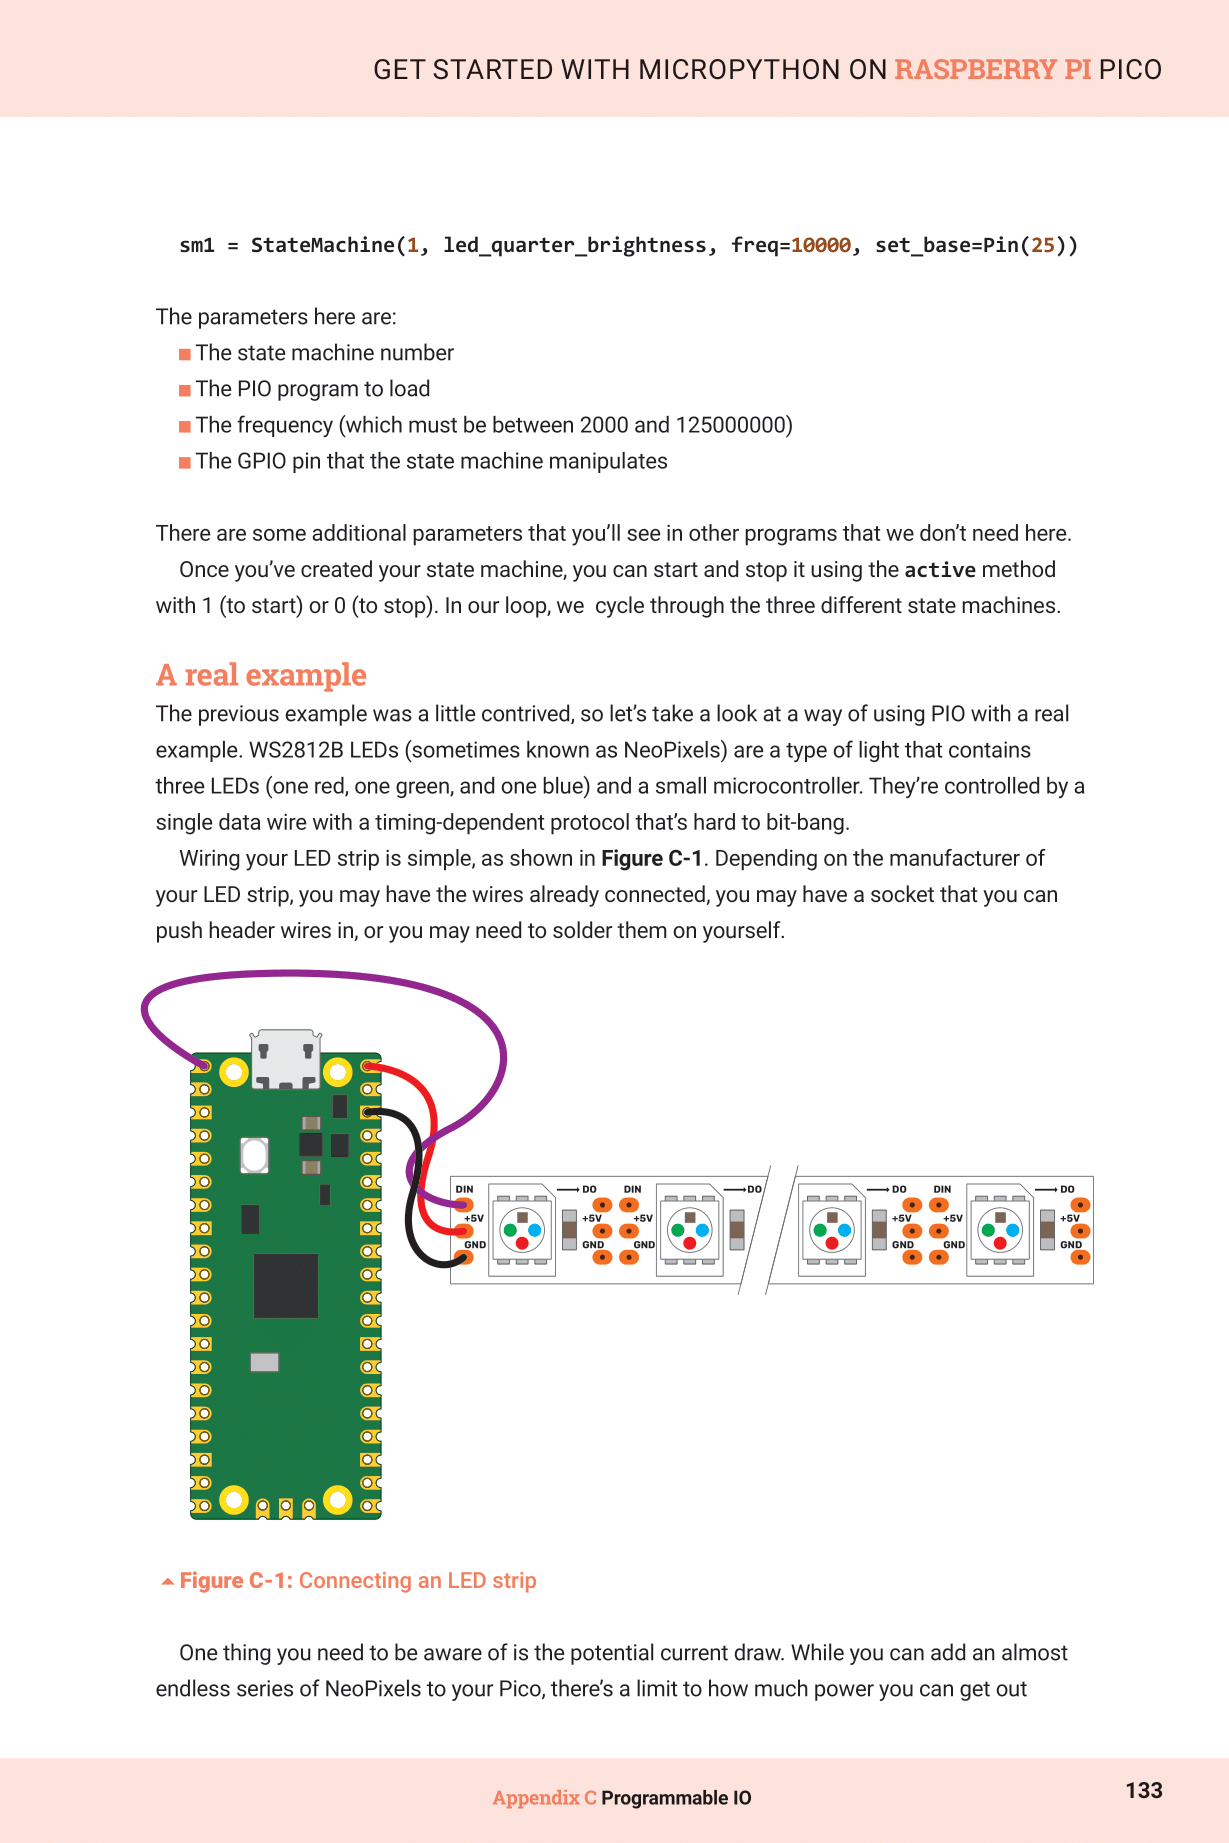 GET STARTED WITH MICROPYTHON ON RASPBERRY PI PICO
sm1 = StateMachine(1, led_quarter_brightness, freq=10000, set_base=Pin(25))
The parameters here are:
The state machine number
The PIO program to load
The frequency (which must be between 2000 and 125000000)
The GPIO pin that the state machine manipulates
There are some additional parameters that you’ll see in other programs that we don’t need here.
Once you’ve created your state machine, you can start and stop it using the active method
with 1 (to start) or 0 (to stop). In our loop, we  cycle through the three different state machines.
A real example
The previous example was a little contrived, so let’s take a look at a way of using PIO with a real
example. WS2812B LEDs (sometimes known as NeoPixels) are a type of light that contains
three LEDs (one red, one green, and one blue) and a small microcontroller. They’re controlled by a
single data wire with a timing-dependent protocol that’s hard to bit-bang.
Wiring your LED strip is simple, as shown in Figure C-1. Depending on the manufacturer of
your LED strip, you may have the wires already connected, you may have a socket that you can
push header wires in, or you may need to solder them on yourself.
DIN DO DIN DO DO DIN DO
+5V +5V +5V +5V +5V +5V
GND GND GND GND GND GND
Figure C-1: Connecting an LED strip
One thing you need to be aware of is the potential current draw. While you can add an almost
endless series of NeoPixels to your Pico, there’s a limit to how much power you can get out
Appendix C Programmable IO
133